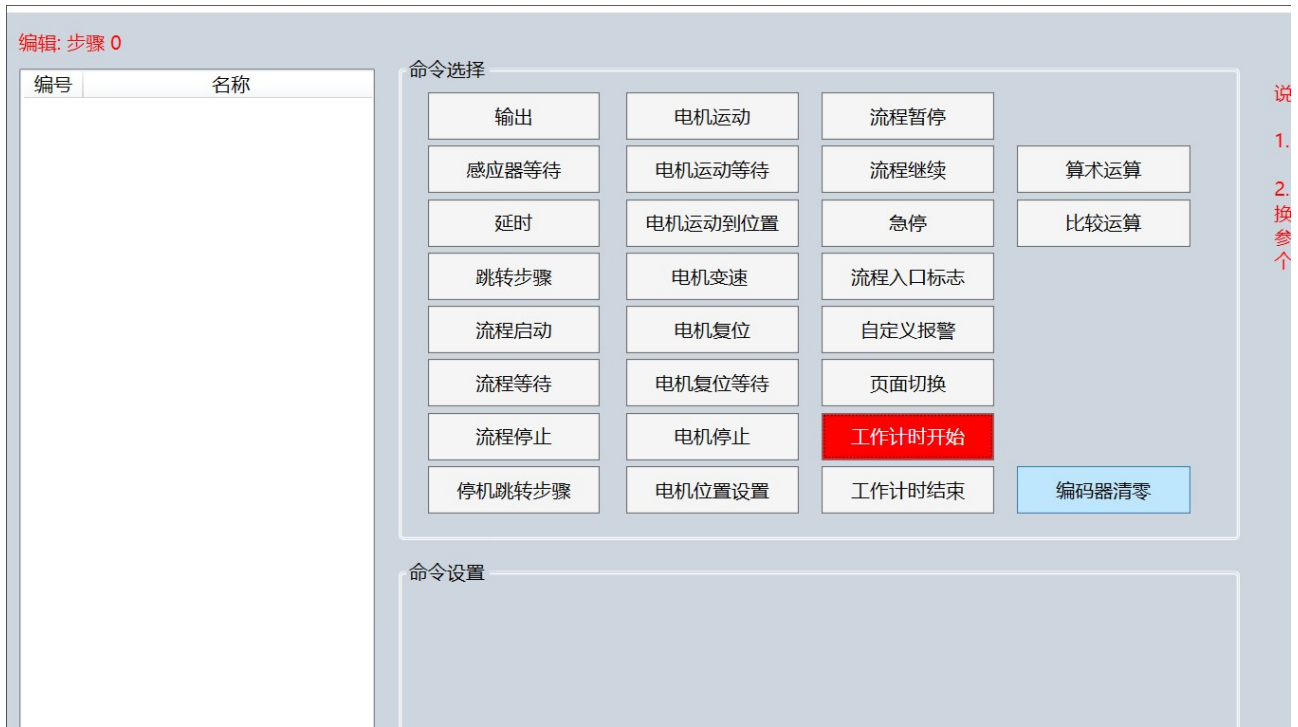 编辑: 步骤 0
编号 名称
命令选择
输出 电机运动 流程暂停
感应器等待 电机运动等待 流程继续 算术运算
延时 电机运动到位置 急停 比较运算
跳转步骤 电机变速 流程入口标志
流程启动 电机复位 自定义报警
流程等待 电机复位等待 页面切换
流程停止 电机停止 工作计时开始
停机跳转步骤 电机位置设置 工作计时结束 编码器清零
命令设置
说
1.
2.
换
参
个